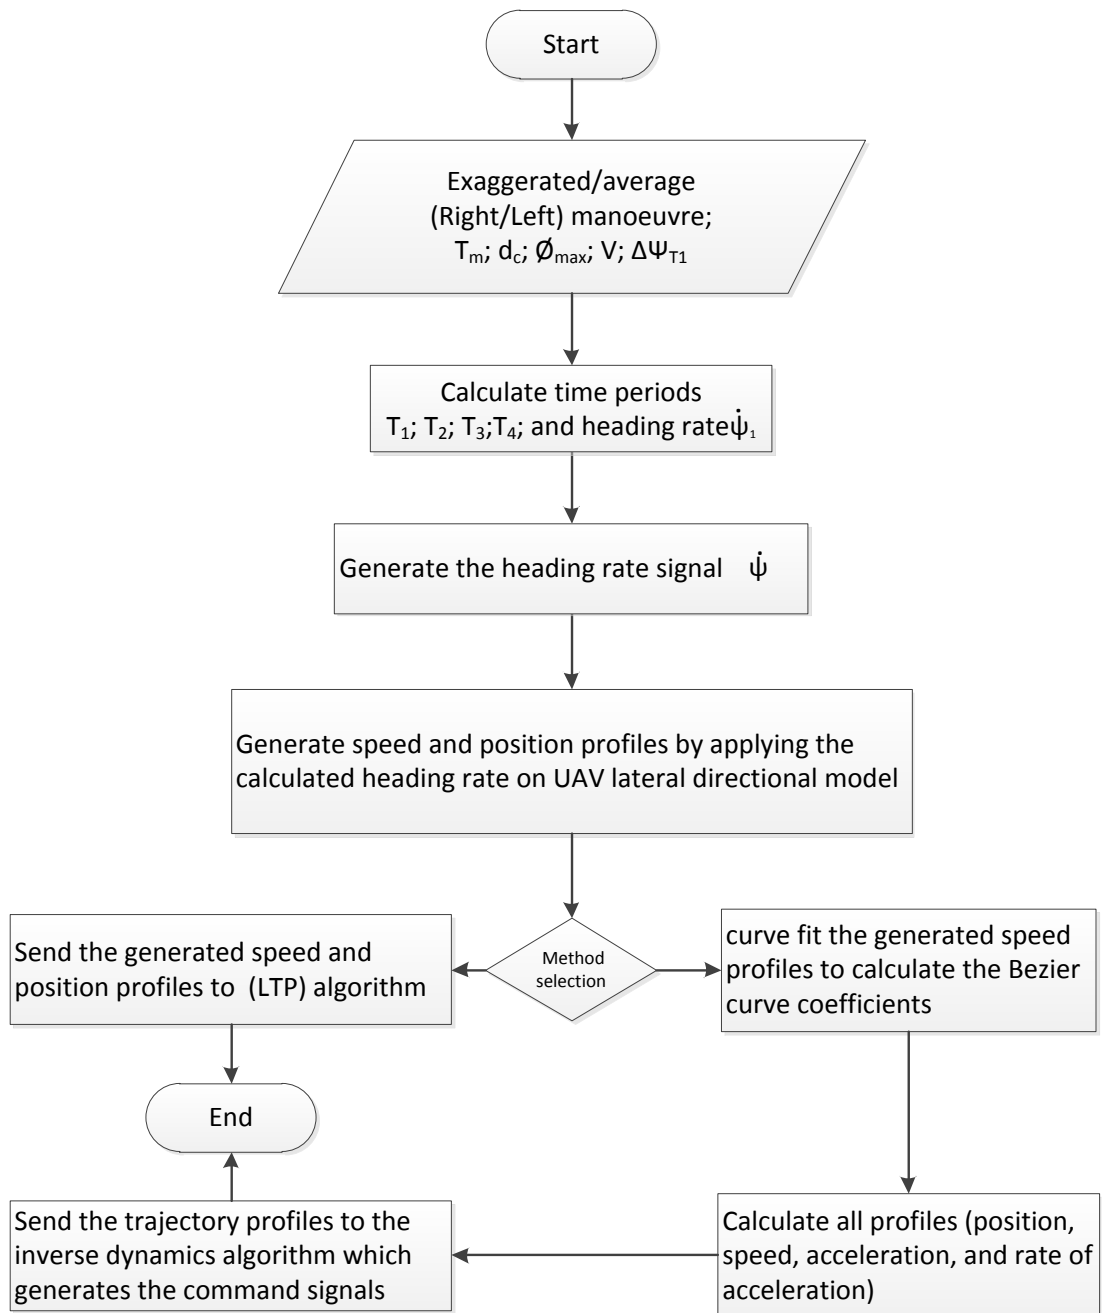 Start
Exaggerated/average
(Right/Left) manoeuvre;
Tₘ; d꜀; Ø_max; V; ΔΨ_T1
Calculate time periods
T₁; T₂; T₃;T₄; and heading rateψ̇₁
Generate the heading rate signal ψ̇
Generate speed and position profiles by applying the
calculated heading rate on UAV lateral directional model
Method
selection
Send the generated speed and
position profiles to (LTP) algorithm
curve fit the generated speed
profiles to calculate the Bezier
curve coefficients
End
Send the trajectory profiles to the
inverse dynamics algorithm which
generates the command signals
Calculate all profiles (position,
speed, acceleration, and rate of
acceleration)